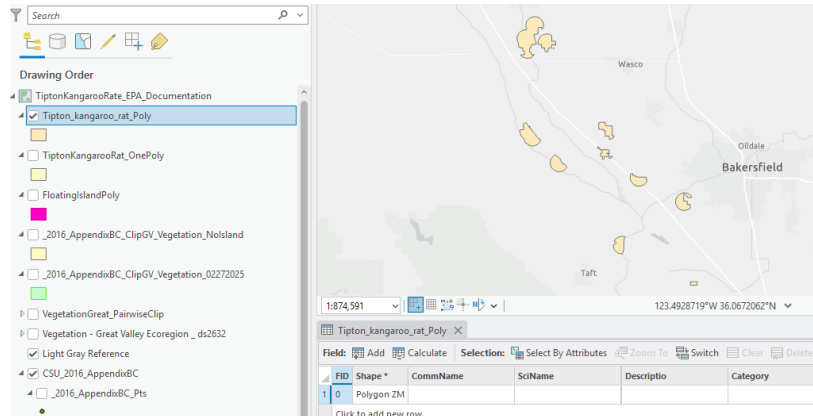 Search
Drawing Order
TiptonKangarooRate_EPA_Documentation
Tipton_kangaroo_rat_Poly
TiptonKangarooRat_OnePoly
FloatingIslandPoly
_2016_AppendixBC_ClipGV_Vegetation_NoIsland
_2016_AppendixBC_ClipGV_Vegetation_02272025
VegetationGreat_PairwiseClip
Vegetation - Great Valley Ecoregion _ ds2632
Light Gray Reference
CSU_2016_AppendixBC
_2016_AppendixBC_Pts
Wasco
Oildale
Bakersfield
Taft
1:874,591
123.4928719°W 36.0672062°N
Tipton_kangaroo_rat_Poly
Field: Add Calculate Selection: Select By Attributes Zoom To Switch Clear Delete
FID Shape * CommName SciName Descriptio Category
1 0 Polygon ZM
Click to add new row.